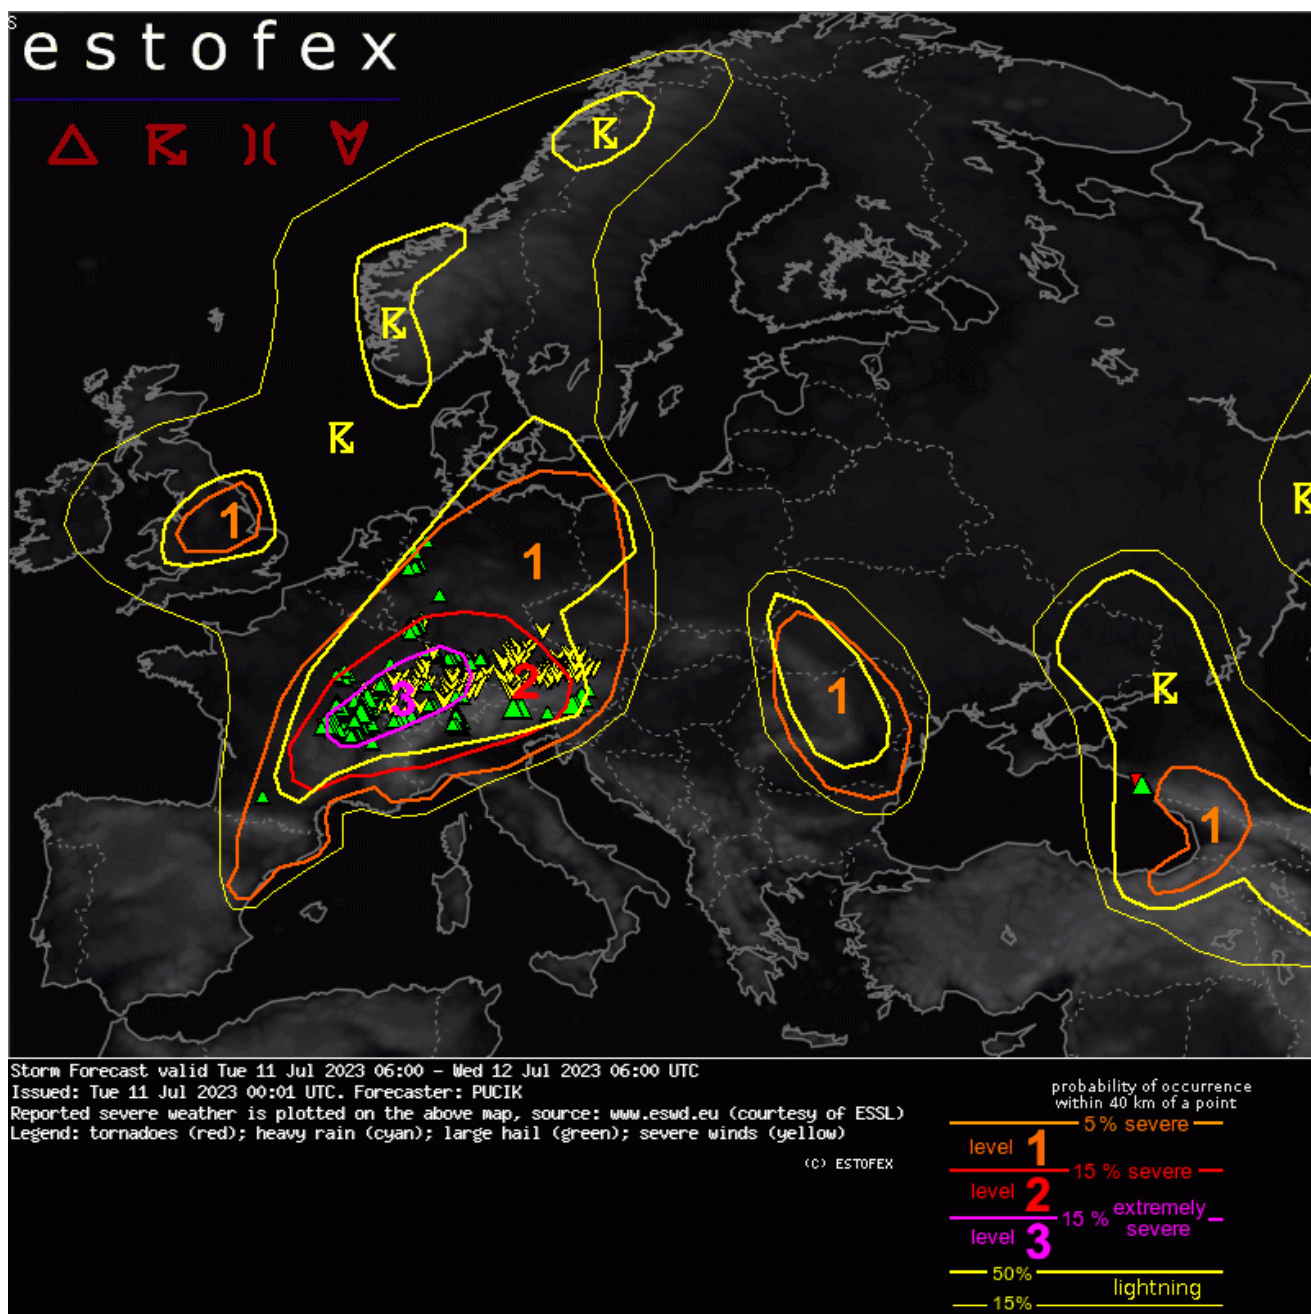 s
estofex
1
1
3
2
1
1
Storm Forecast valid Tue 11 Jul 2023 06:00 – Wed 12 Jul 2023 06:00 UTC
Issued: Tue 11 Jul 2023 00:01 UTC. Forecaster: PUCIK
Reported severe weather is plotted on the above map, source: www.eswd.eu (courtesy of ESSL)
Legend: tornadoes (red); heavy rain (cyan); large hail (green); severe winds (yellow)
(C) ESTOFEX
probability of occurrence
within 40 km of a point
5 % severe
level 1
15 % severe
level 2
15 % extremely severe
level 3
50%
lightning
15%